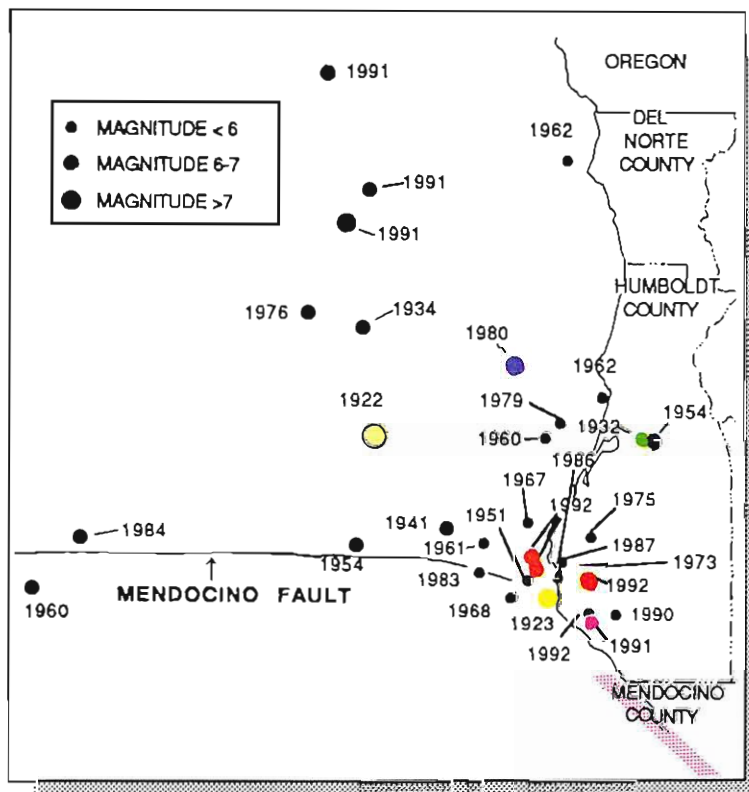 1991
OREGON
MAGNITUDE < 6
MAGNITUDE 6-7
MAGNITUDE >7
1962
DEL
NORTE
COUNTY
1991
1991
HUMBOLDT
COUNTY
1976
1934
1980
1962
1922
1979
1932
1954
1960
1986
1967
1992
1975
1951
1941
1984
1961
1987
1954
1973
1983
1992
MENDOCINO FAULT
1960
1968
1923
1990
1992
1991
MENDOCINO
COUNTY